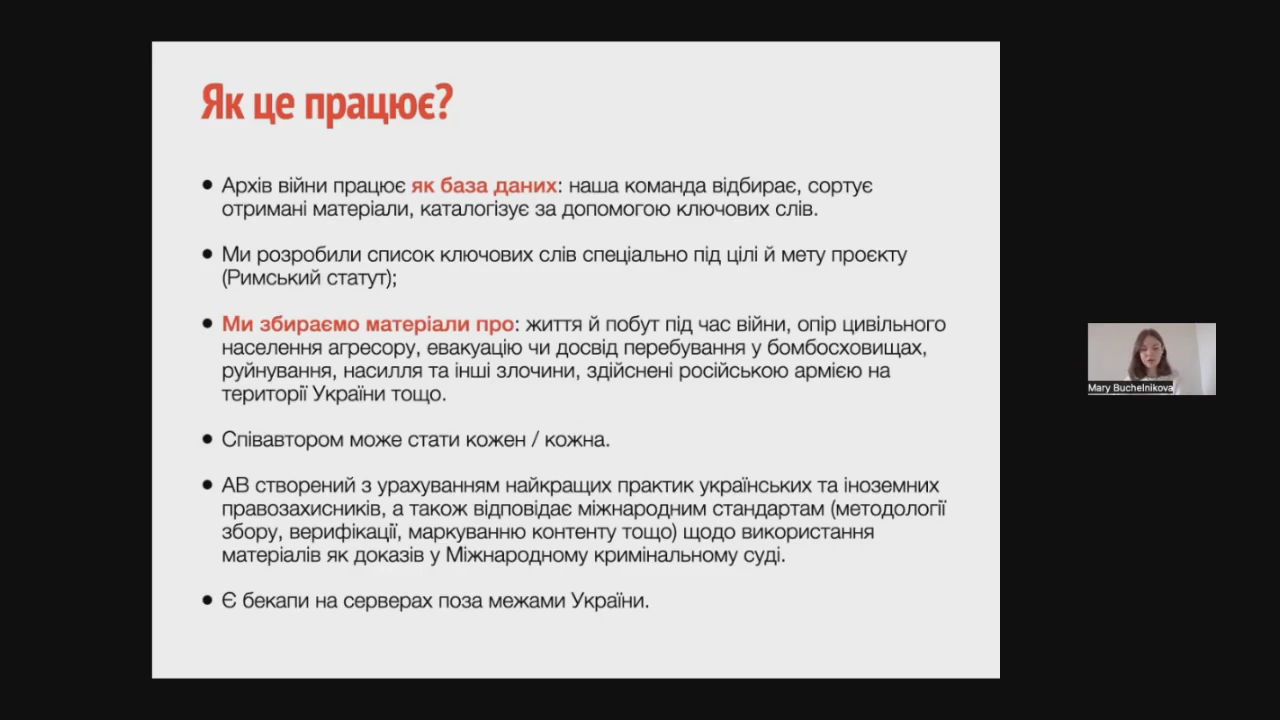 Як це працює?
● Архів війни працює як база даних: наша команда відбирає, сортує
отримані матеріали, каталогізує за допомогою ключових слів.
● Ми розробили список ключових слів спеціально під цілі й мету проєкту
(Римський статут);
● Ми збираємо матеріали про: життя й побут під час війни, опір цивільного
населення агресору, евакуацію чи досвід перебування у бомбосховищах,
руйнування, насилля та інші злочини, здійснені російською армією на
території України тощо.
● Співавтором може стати кожен / кожна.
● АВ створений з урахуванням найкращих практик українських та іноземних
правозахисників, а також відповідає міжнародним стандартам (методології
збору, верифікації, маркуванню контенту тощо) щодо використання
матеріалів як доказів у Міжнародному кримінальному суді.
● Є бекапи на серверах поза межами України.
Mary Buchelnikova